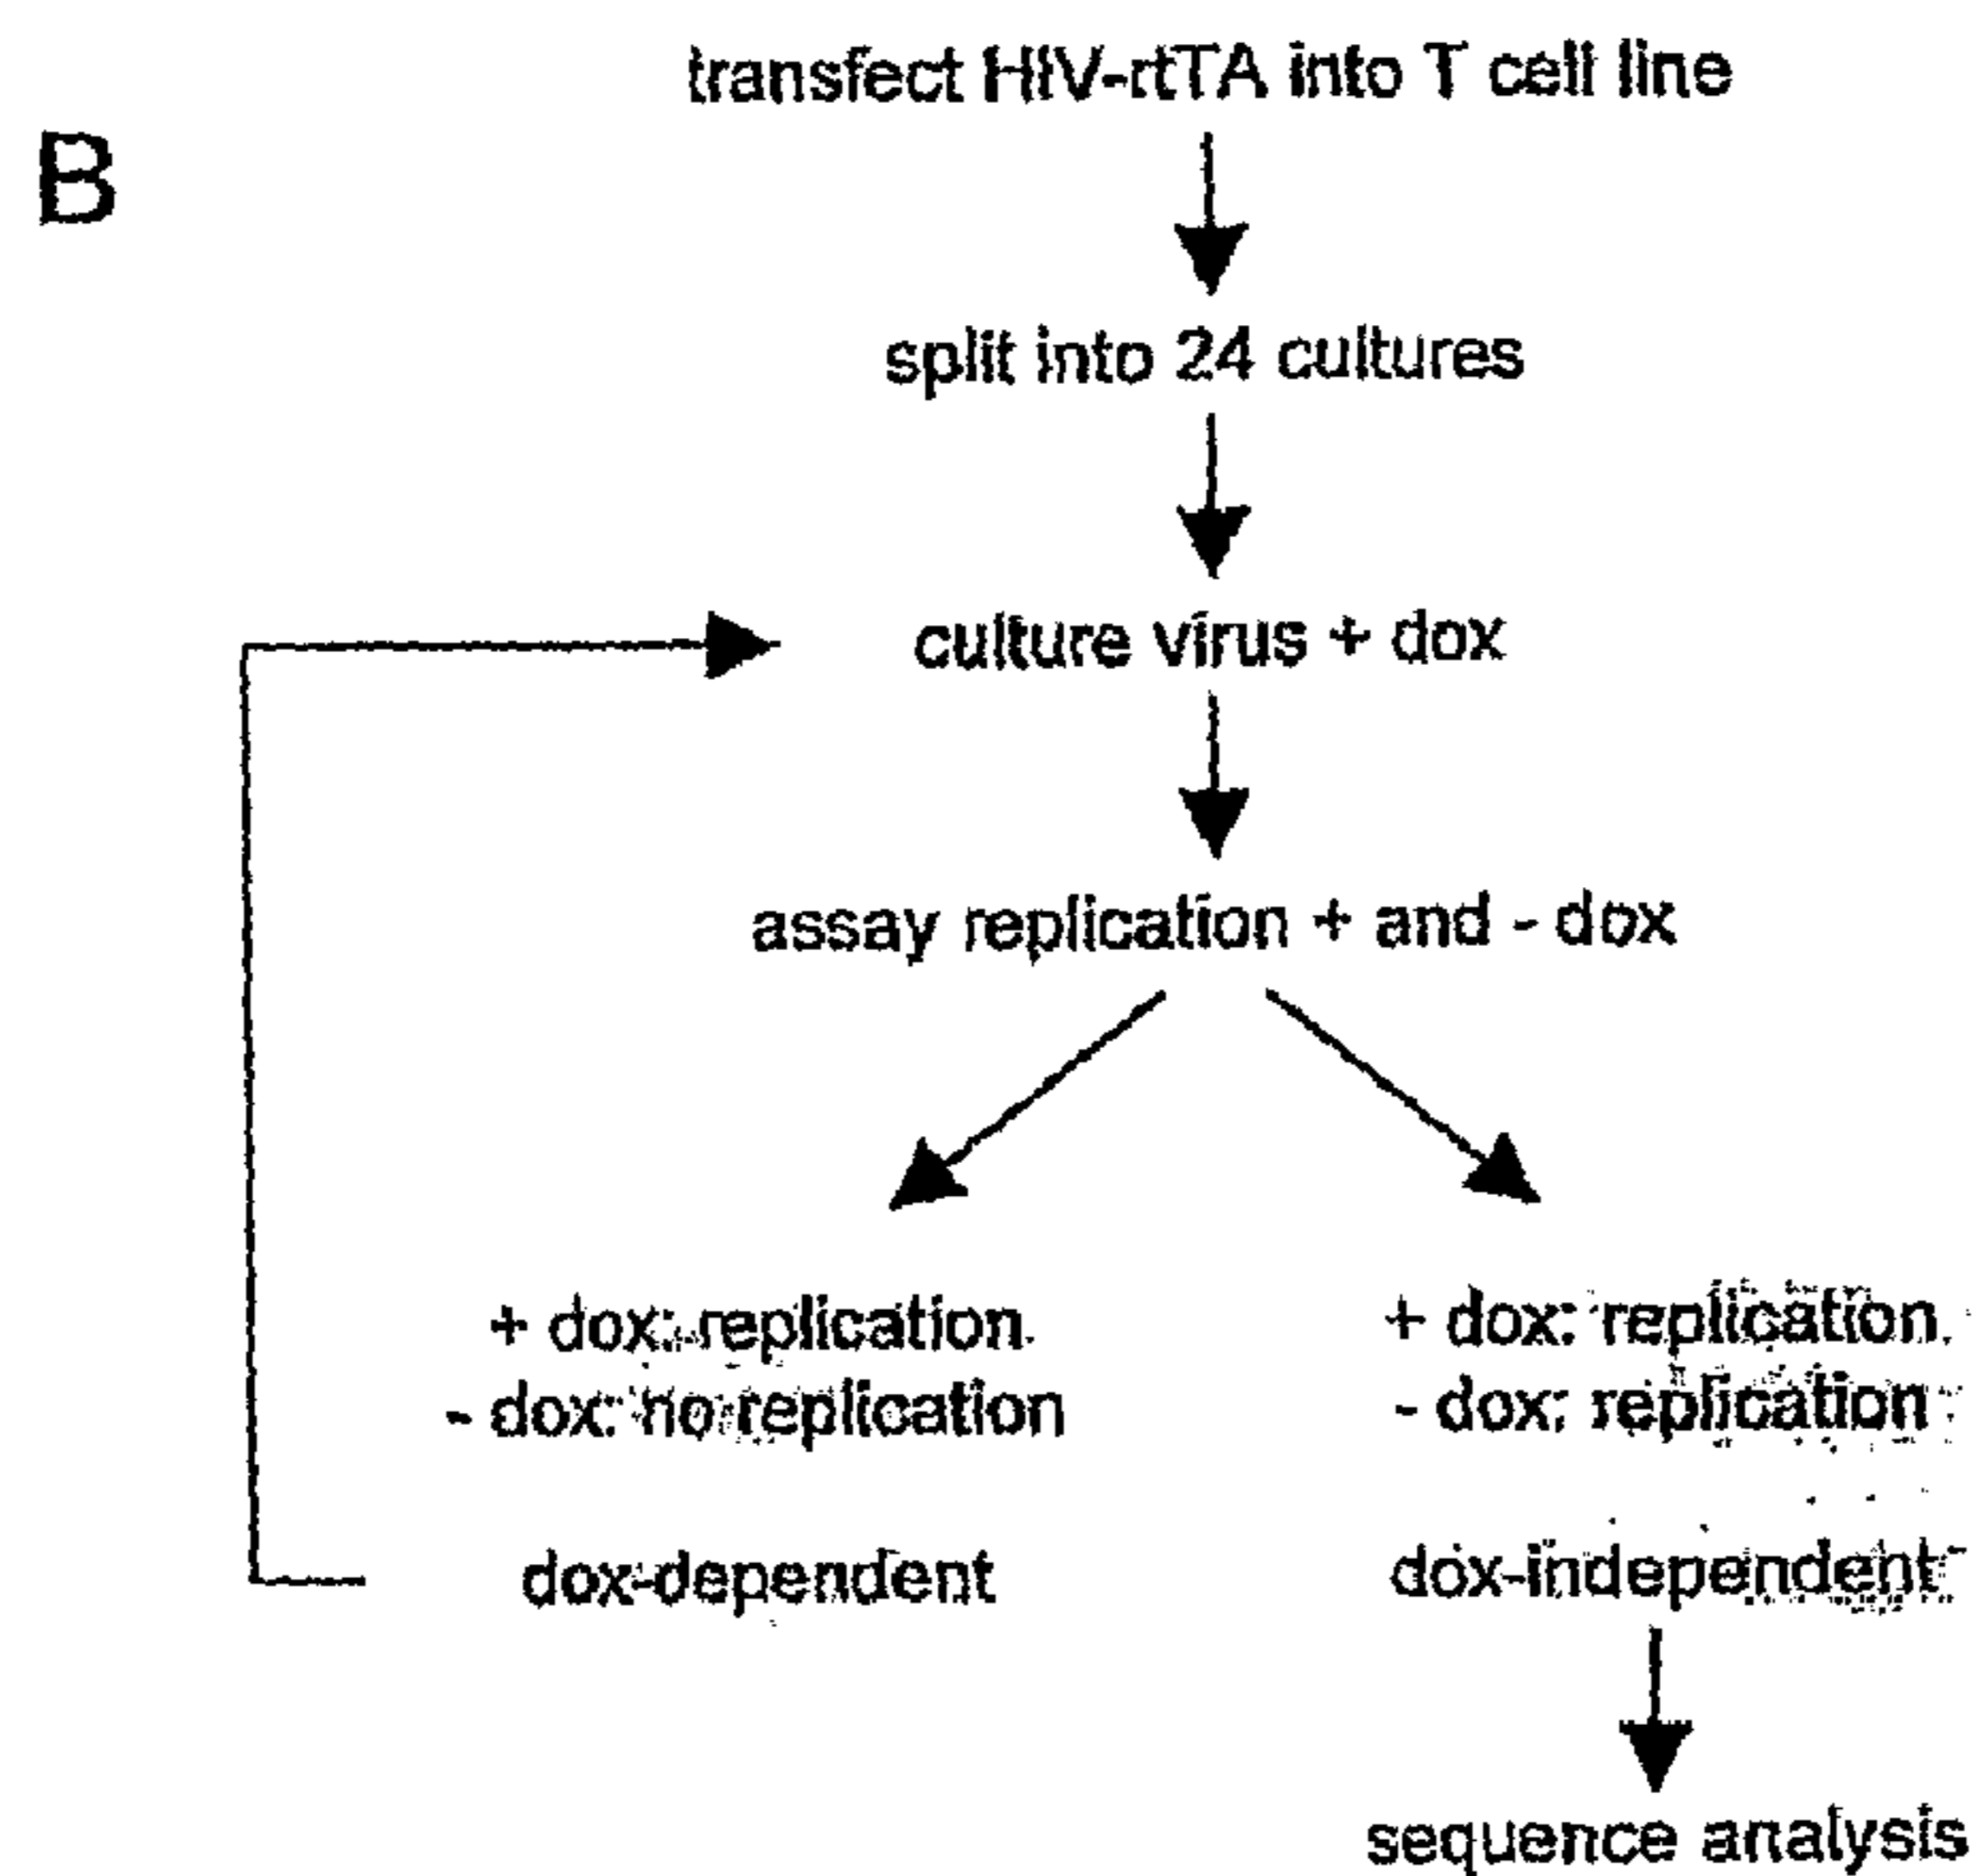 transfect HIV-rtTA into T cell line
B
split into 24 cultures
culture virus + dox
assay replication + and - dox
+ dox: replication
- dox: no replication
+ dox: replication
- dox: replication
dox-dependent
dox-independent
sequence analysis